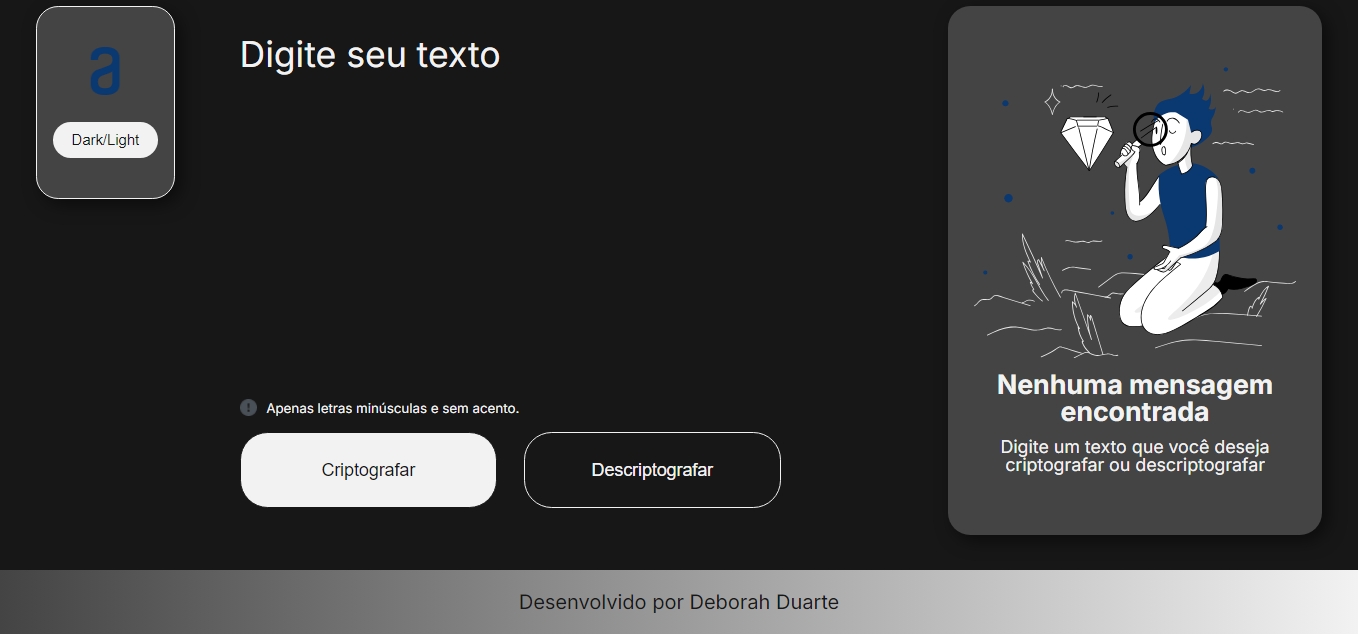 a
Dark/Light
Digite seu texto
Apenas letras minúsculas e sem acento.
Criptografar
Descriptografar
Nenhuma mensagem
encontrada
Digite um texto que você deseja
criptografar ou descriptografar
Desenvolvido por Deborah Duarte